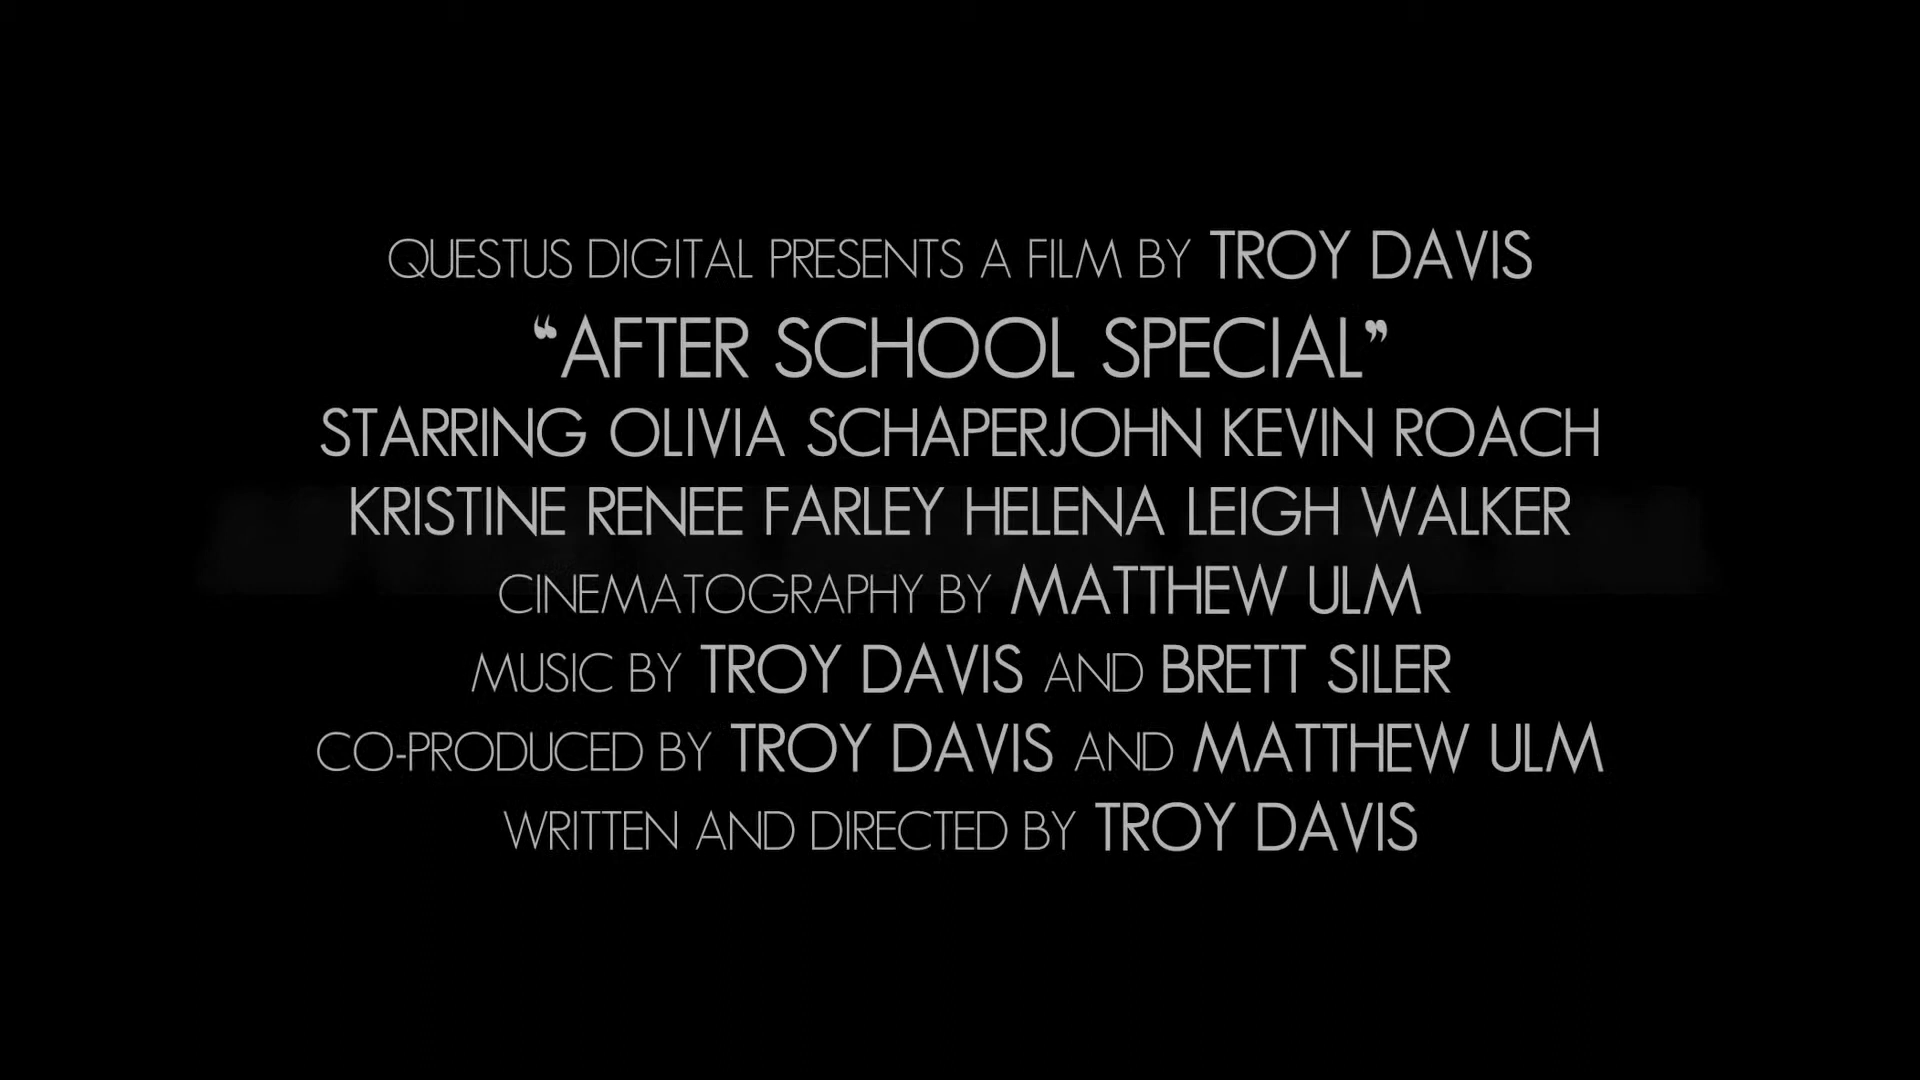 QUESTUS DIGITAL PRESENTS A FILM BY TROY DAVIS
“AFTER SCHOOL SPECIAL”
STARRING OLIVIA SCHAPERJOHN KEVIN ROACH
KRISTINE RENEE FARLEY HELENA LEIGH WALKER
CINEMATOGRAPHY BY MATTHEW ULM
MUSIC BY TROY DAVIS AND BRETT SILER
CO-PRODUCED BY TROY DAVIS AND MATTHEW ULM
WRITTEN AND DIRECTED BY TROY DAVIS